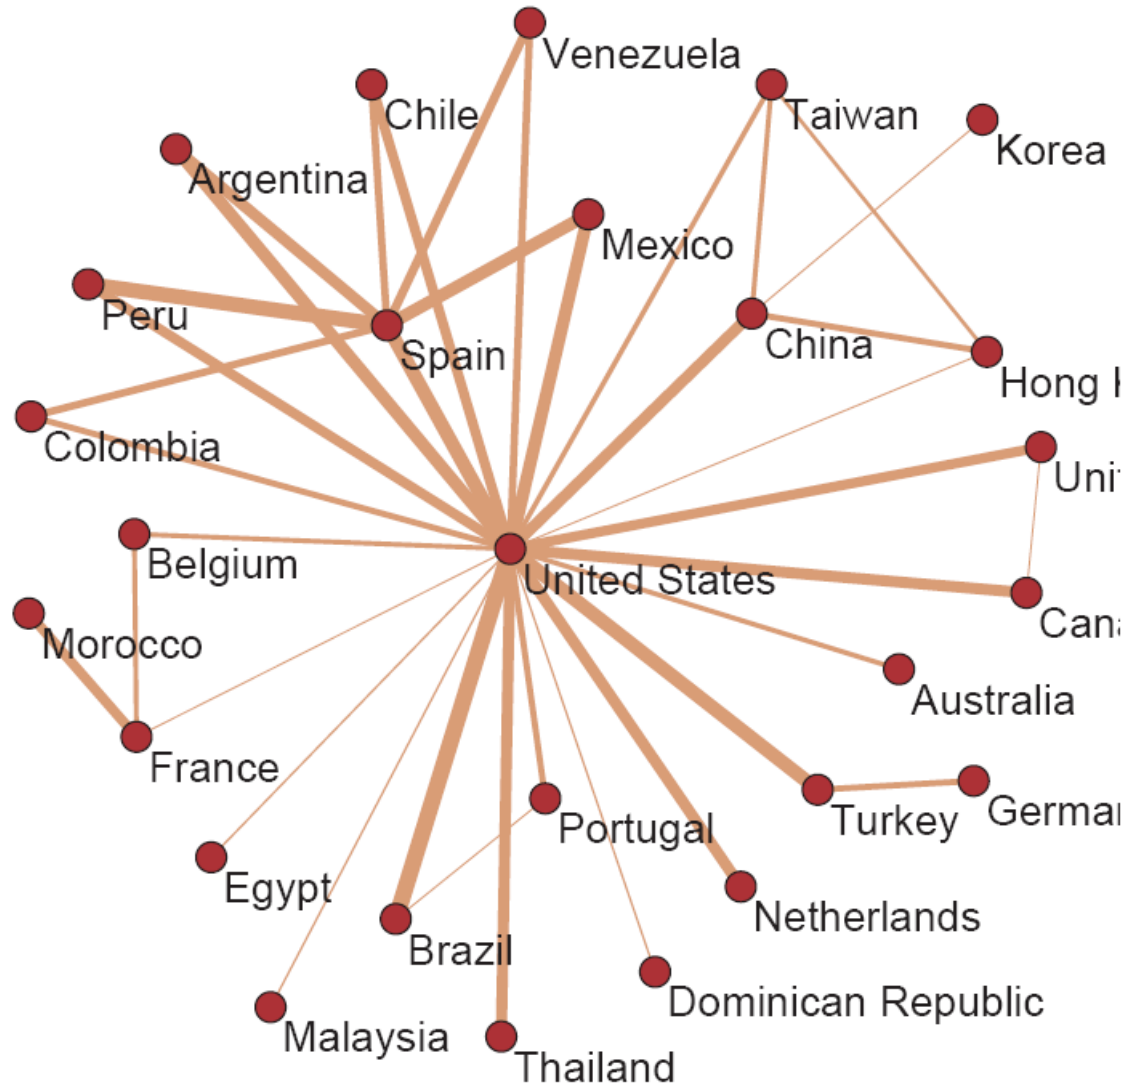 Venezuela
Chile
Taiwan
Korea
Argentina
Mexico
Peru
China
Spain
Hong
Colombia
Belgium
United States
Morocco
Australia
France
Turkey
Portugal
Egypt
Netherlands
Brazil
Dominican Republic
Malaysia
Thailand